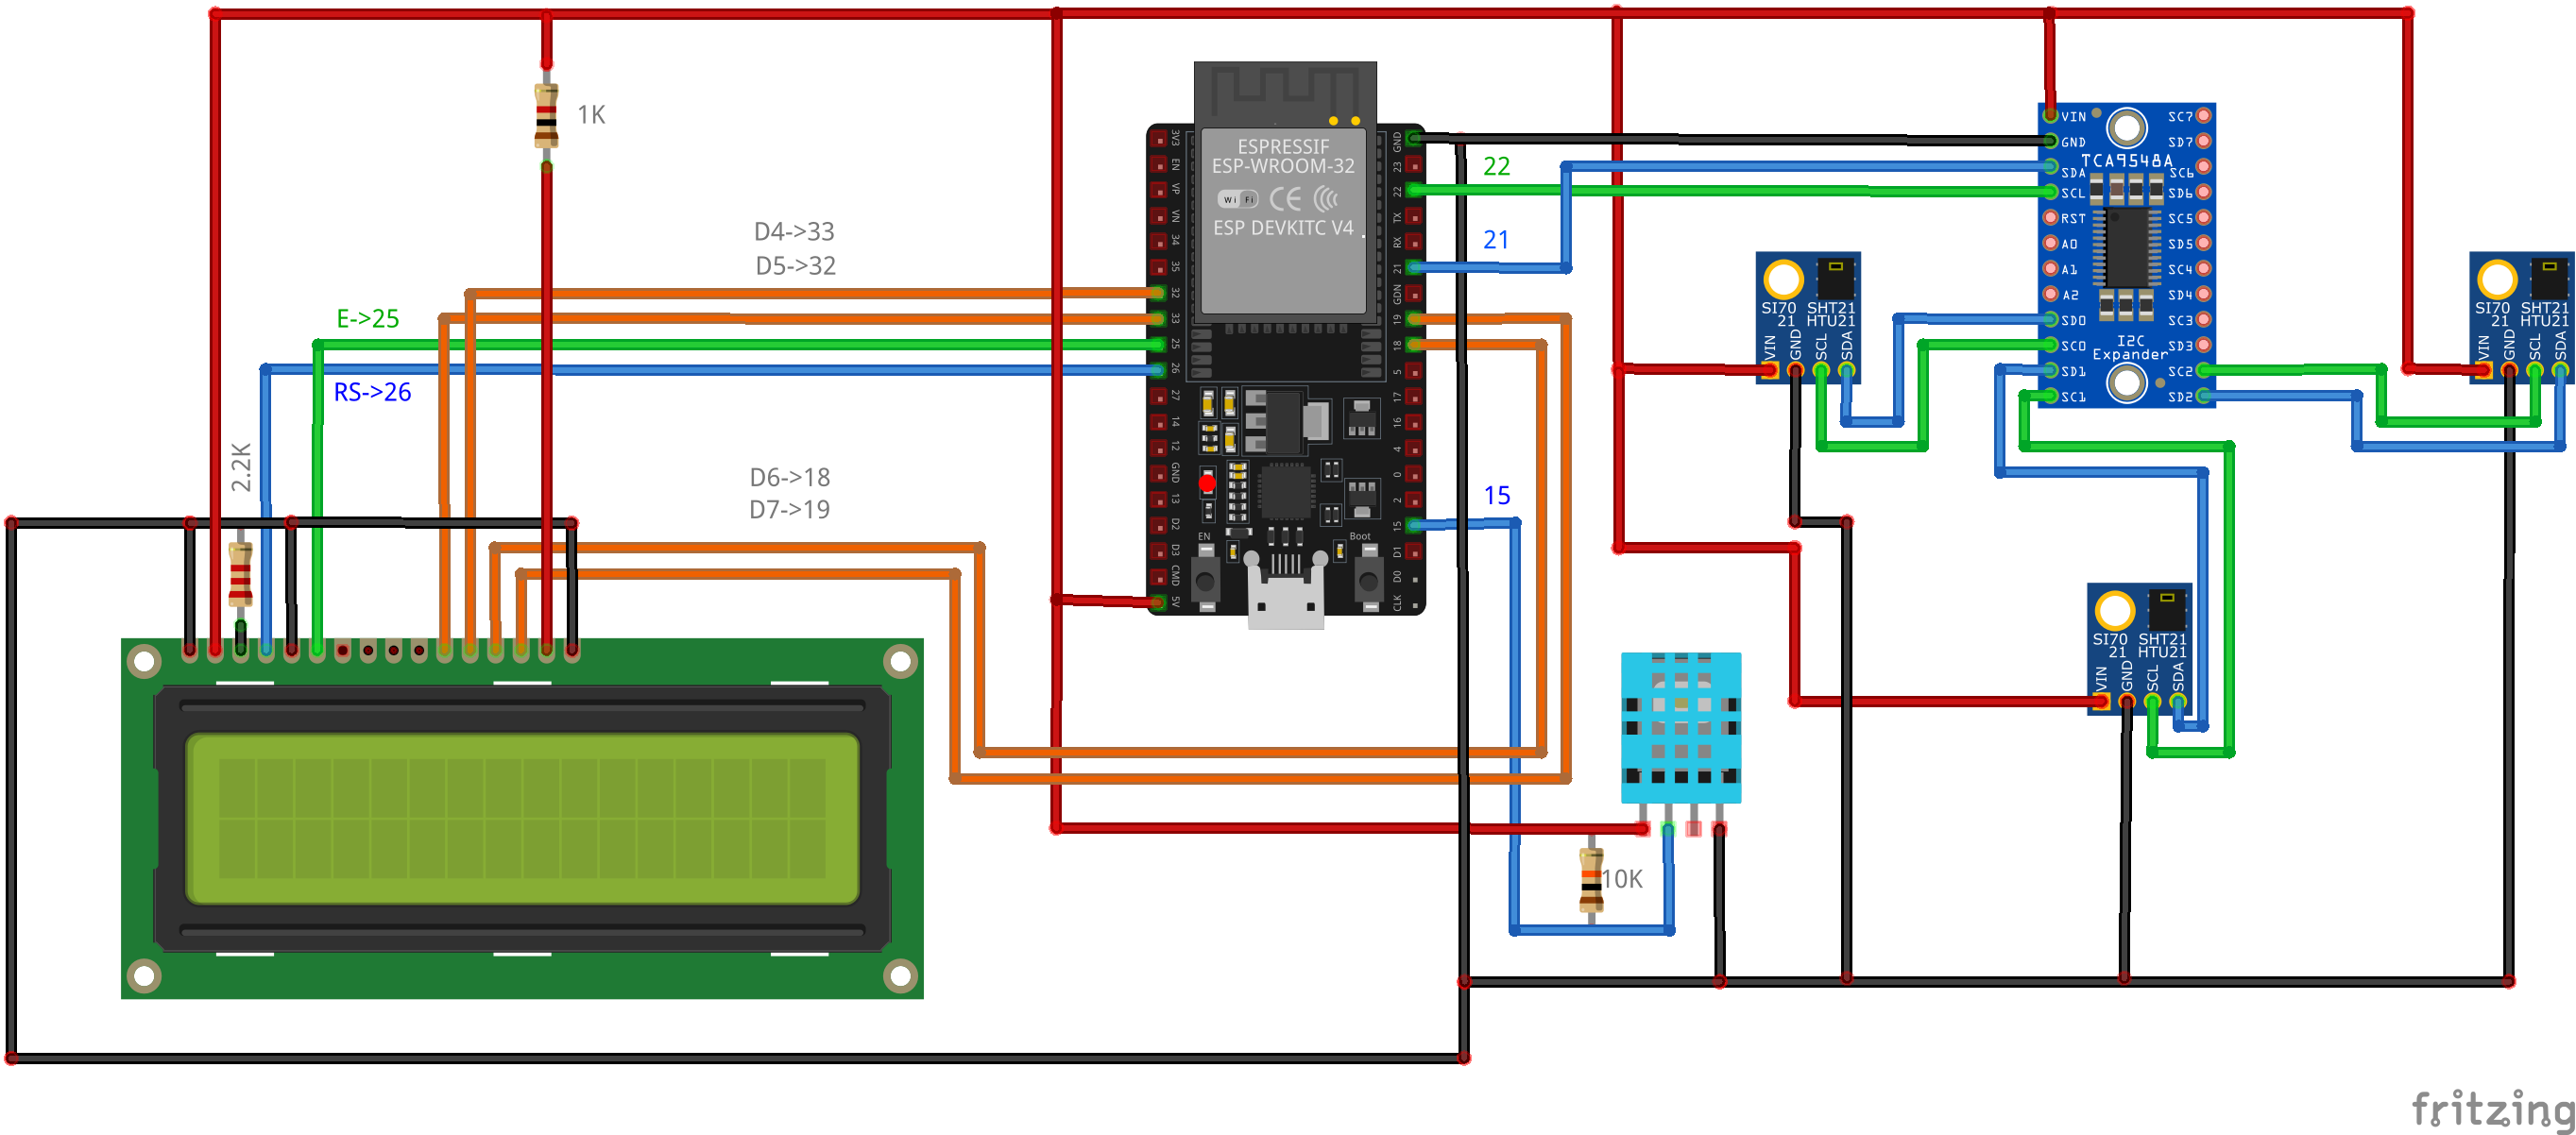 1K
D4->33
D5->32
E->25
RS->26
2.2K
D6->18
D7->19
ESPRESSIF
ESP-WROOM-32
Wi Fi
CE
ESP DEVKITC V4
3V3
EN
VP
VN
34
35
32
33
25
26
27
14
12
GND
13
D2
D3
CMD
5V
GND
23
22
TX
RX
21
GDN
19
18
5
17
16
4
0
2
15
D1
D0
CLK
EN
Boot
22
21
15
10K
SI70
21
SHT21
HTU21
VIN
GND
SCL
SDA
VIN
GND
TCA9548A
SDA
SCL
RST
A0
A1
A2
SD0
SC0
SD1
SC1
SC7
SD7
SC6
SD6
SC5
SD5
SC4
SD4
SC3
SD3
SC2
SD2
I2C
Expander
SI70
21
SHT21
HTU21
VIN
GND
SCL
SDA
SI70
21
SHT21
HTU21
VIN
GND
SCL
SDA
fritzing